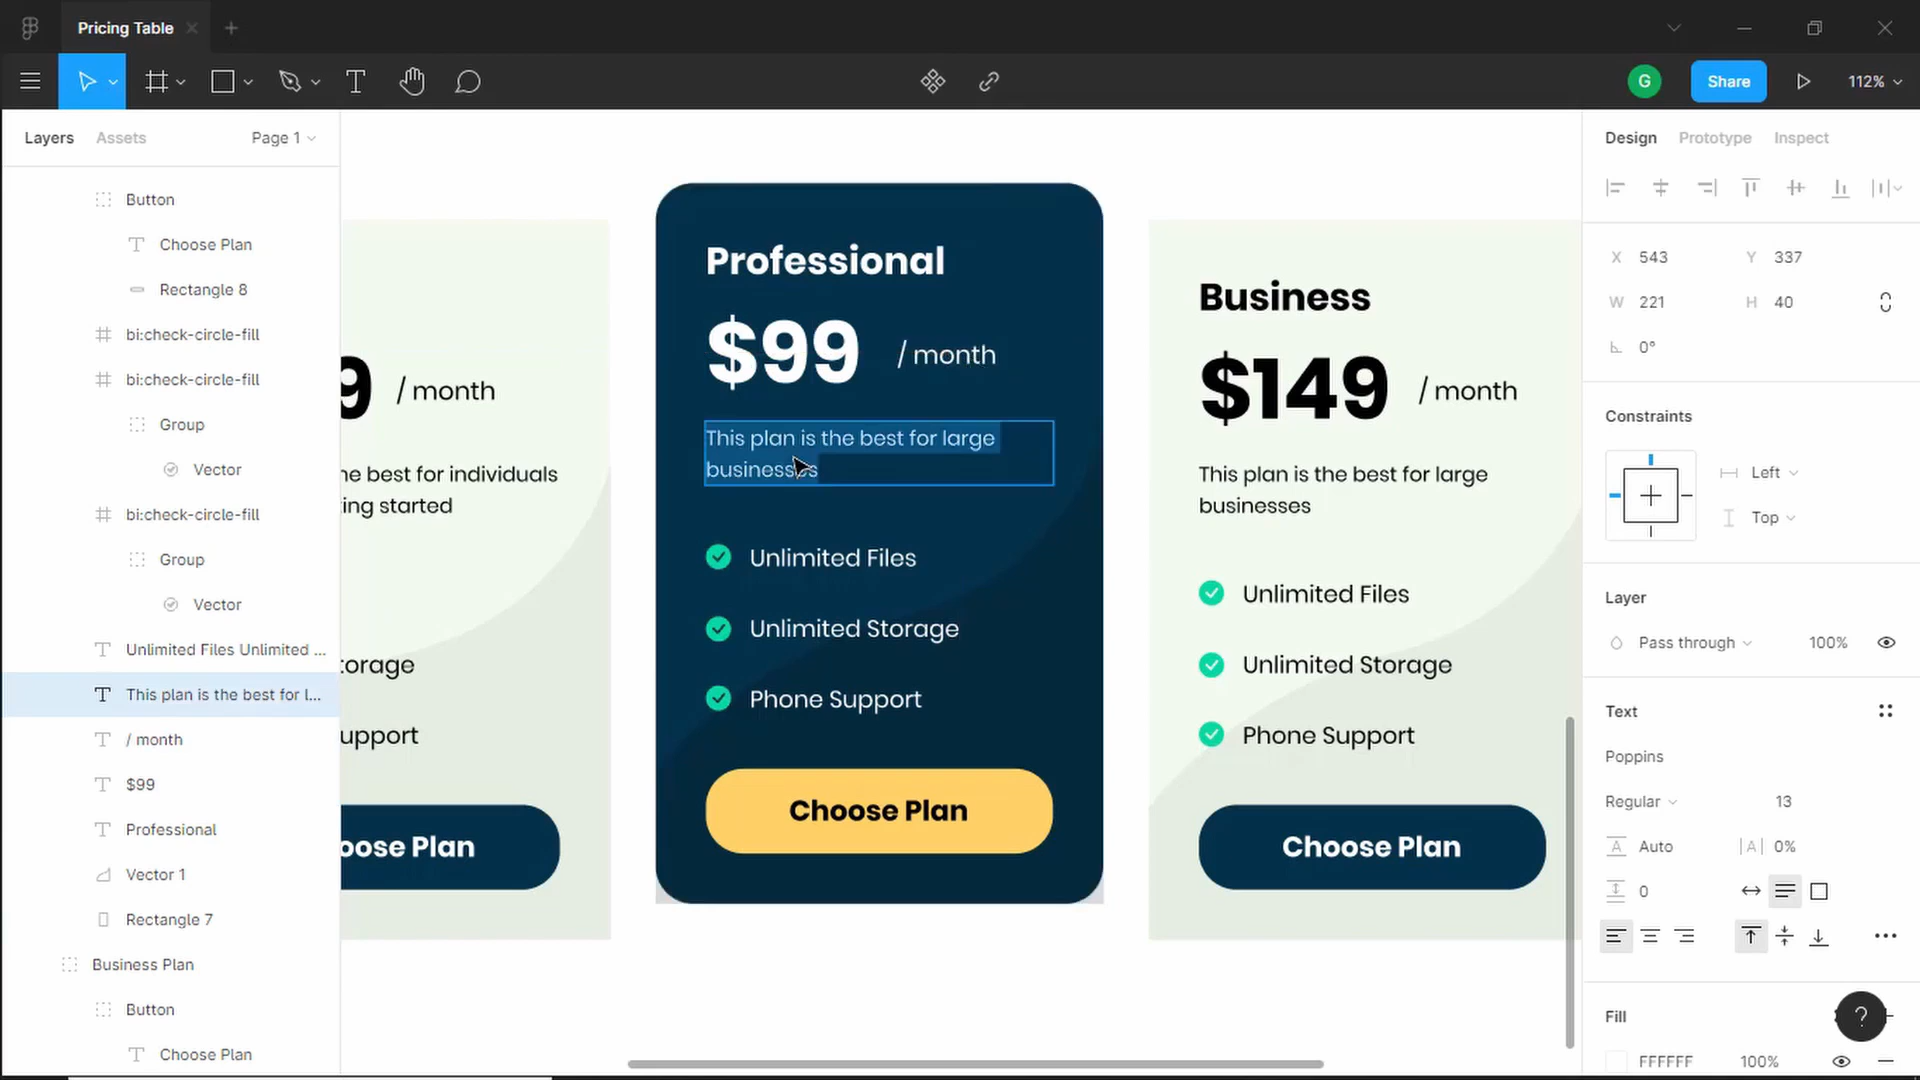 Pricing Table
G
Share
112%
Layers
Assets
Page 1
Button
Choose Plan
Rectangle 8
bi:check-circle-fill
bi:check-circle-fill
Group
Vector
bi:check-circle-fill
Group
Vector
Unlimited Files Unlimited ...
This plan is the best for l...
/ month
$99
Professional
Vector 1
Rectangle 7
Business Plan
Button
Choose Plan
9 / month
ne best for individuals
ing started
torage
upport
oose Plan
Professional
$99 / month
This plan is the best for large
businesses
Unlimited Files
Unlimited Storage
Phone Support
Choose Plan
Business
$149 / month
This plan is the best for large
businesses
Unlimited Files
Unlimited Storage
Phone Support
Choose Plan
Design
Prototype
Inspect
X 543 Y 337
W 221 H 40
0°
Constraints
Left
Top
Layer
Pass through 100%
Text
Poppins
Regular 13
A Auto |A| 0%
0
Fill
?
FFFFFF 100%